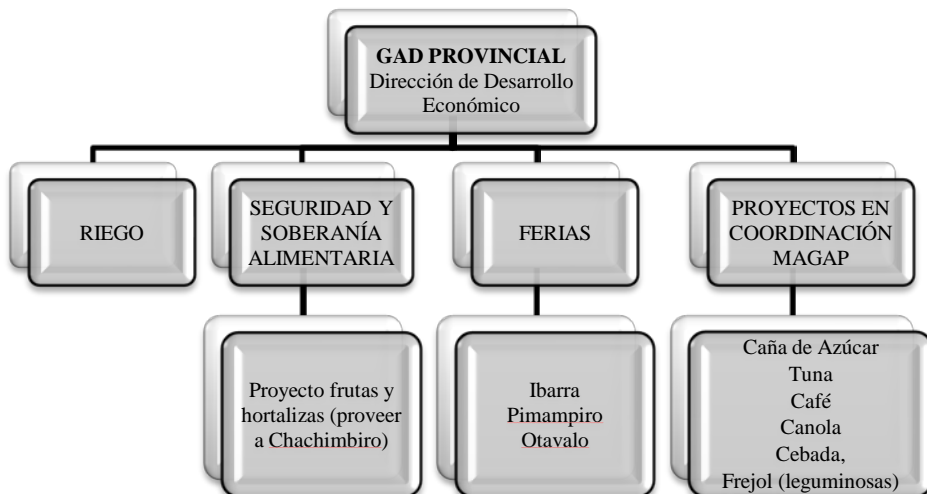 GAD PROVINCIAL
Dirección de Desarrollo
Económico
RIEGO
SEGURIDAD Y
SOBERANÍA
ALIMENTARIA
FERIAS
PROYECTOS EN
COORDINACIÓN
MAGAP
Proyecto frutas y
hortalizas (proveer
a Chachimbiro)
Ibarra
Pimampiro
Otavalo
Caña de Azúcar
Tuna
Café
Canola
Cebada,
Frejol (leguminosas)